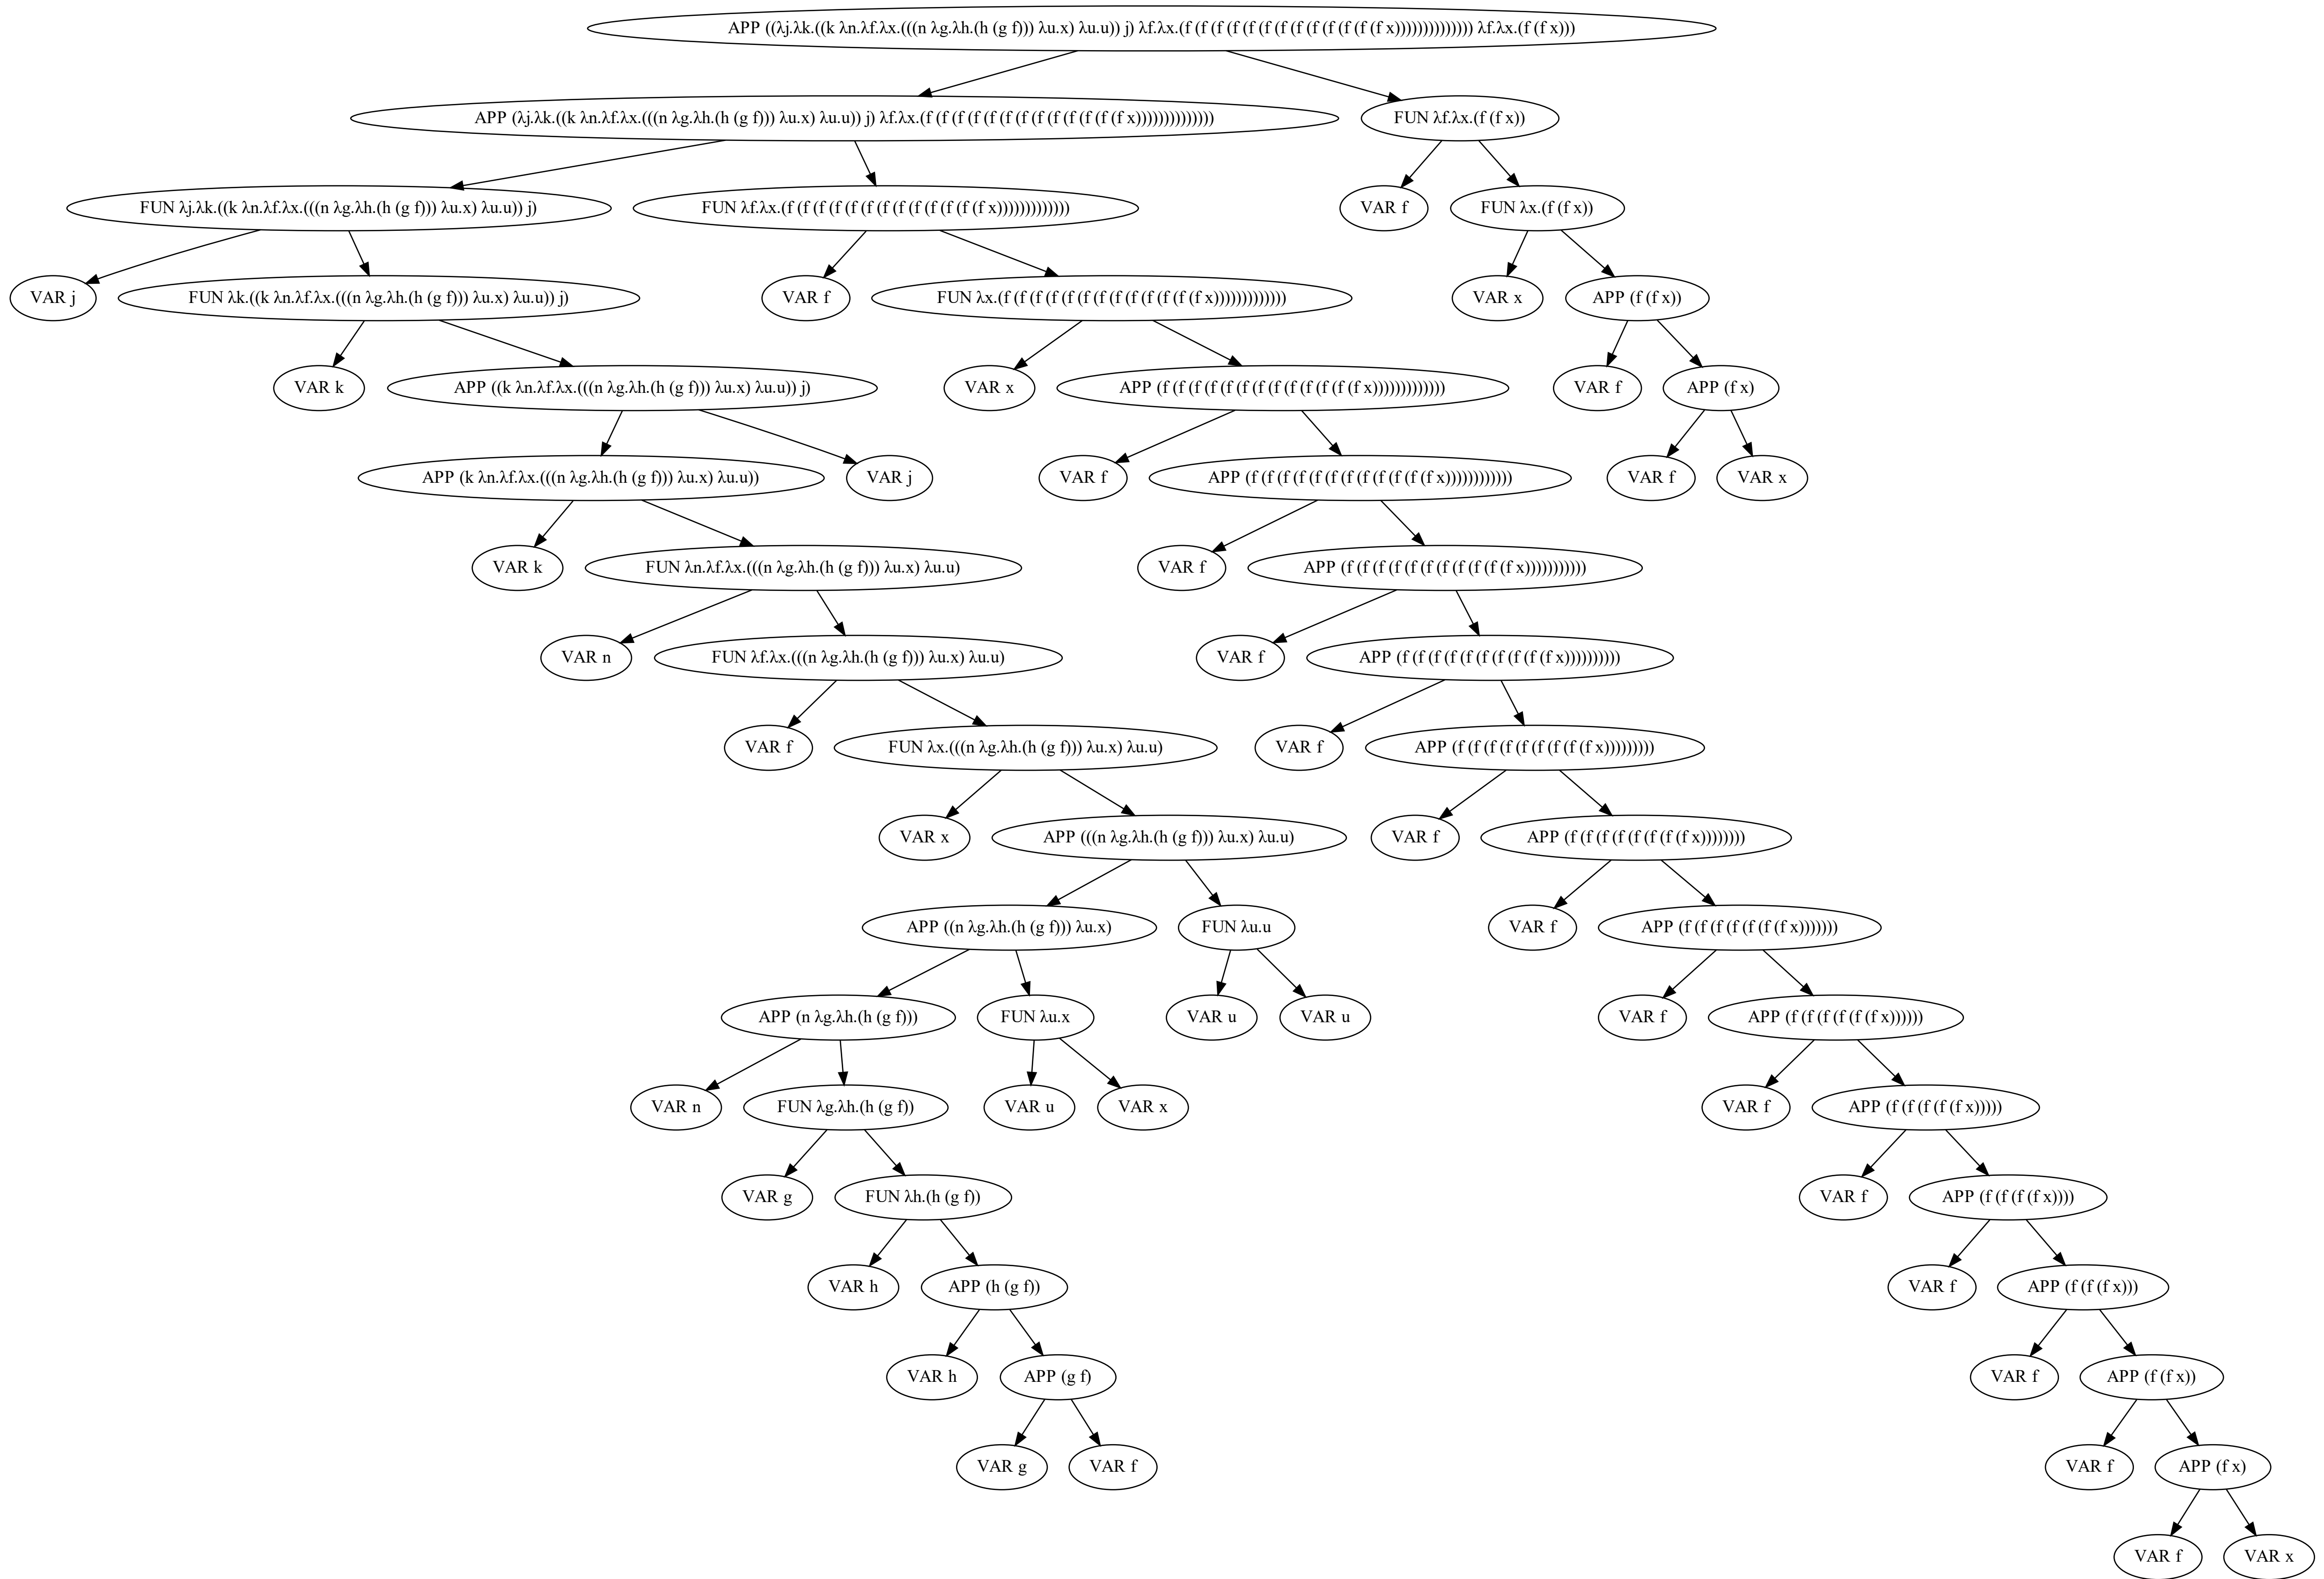 APP ((λj.λk.((k λn.λf.λx.(((n λg.λh.(h (g f))) λu.x) λu.u)) j) λf.λx.(f (f (f (f (f (f (f (f (f (f (f (f (f x)))))))))))))) λf.λx.(f (f x)))
APP (λj.λk.((k λn.λf.λx.(((n λg.λh.(h (g f))) λu.x) λu.u)) j) λf.λx.(f (f (f (f (f (f (f (f (f (f (f (f (f x))))))))))))))
FUN λf.λx.(f (f x))
FUN λj.λk.((k λn.λf.λx.(((n λg.λh.(h (g f))) λu.x) λu.u)) j)
FUN λf.λx.(f (f (f (f (f (f (f (f (f (f (f (f (f x)))))))))))))
VAR f
FUN λx.(f (f x))
VAR j
FUN λk.((k λn.λf.λx.(((n λg.λh.(h (g f))) λu.x) λu.u)) j)
VAR f
FUN λx.(f (f (f (f (f (f (f (f (f (f (f (f (f x)))))))))))))
VAR x
APP (f (f x))
VAR k
APP ((k λn.λf.λx.(((n λg.λh.(h (g f))) λu.x) λu.u)) j)
VAR x
APP (f (f (f (f (f (f (f (f (f (f (f (f (f x)))))))))))))
VAR f
APP (f x)
APP (k λn.λf.λx.(((n λg.λh.(h (g f))) λu.x) λu.u))
VAR j
VAR f
APP (f (f (f (f (f (f (f (f (f (f (f (f x))))))))))))
VAR f
VAR x
VAR k
FUN λn.λf.λx.(((n λg.λh.(h (g f))) λu.x) λu.u)
VAR f
APP (f (f (f (f (f (f (f (f (f (f (f x)))))))))))
VAR n
FUN λf.λx.(((n λg.λh.(h (g f))) λu.x) λu.u)
VAR f
APP (f (f (f (f (f (f (f (f (f (f x))))))))))
VAR f
FUN λx.(((n λg.λh.(h (g f))) λu.x) λu.u)
VAR f
APP (f (f (f (f (f (f (f (f (f x)))))))))
VAR x
APP (((n λg.λh.(h (g f))) λu.x) λu.u)
VAR f
APP (f (f (f (f (f (f (f (f x))))))))
APP ((n λg.λh.(h (g f))) λu.x)
FUN λu.u
VAR f
APP (f (f (f (f (f (f (f x)))))))
APP (n λg.λh.(h (g f)))
FUN λu.x
VAR u
VAR u
VAR f
APP (f (f (f (f (f (f x))))))
VAR n
FUN λg.λh.(h (g f))
VAR u
VAR x
VAR f
APP (f (f (f (f (f x)))))
VAR g
FUN λh.(h (g f))
VAR f
APP (f (f (f (f x))))
VAR h
APP (h (g f))
VAR f
APP (f (f (f x)))
VAR h
APP (g f)
VAR f
APP (f (f x))
VAR g
VAR f
VAR f
APP (f x)
VAR f
VAR x